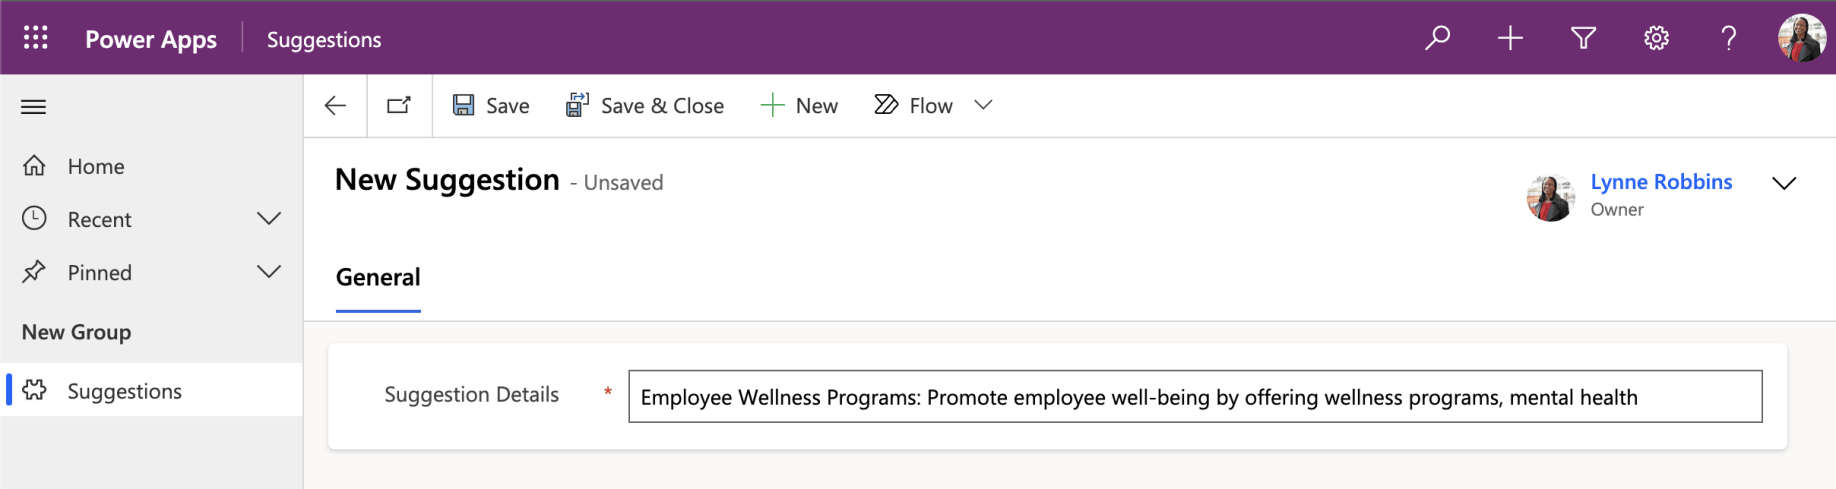 Power Apps
Suggestions
Save
Save & Close
New
Flow
Home
Recent
Pinned
New Group
Suggestions
New Suggestion - Unsaved
Lynne Robbins
Owner
General
Suggestion Details * Employee Wellness Programs: Promote employee well-being by offering wellness programs, mental health